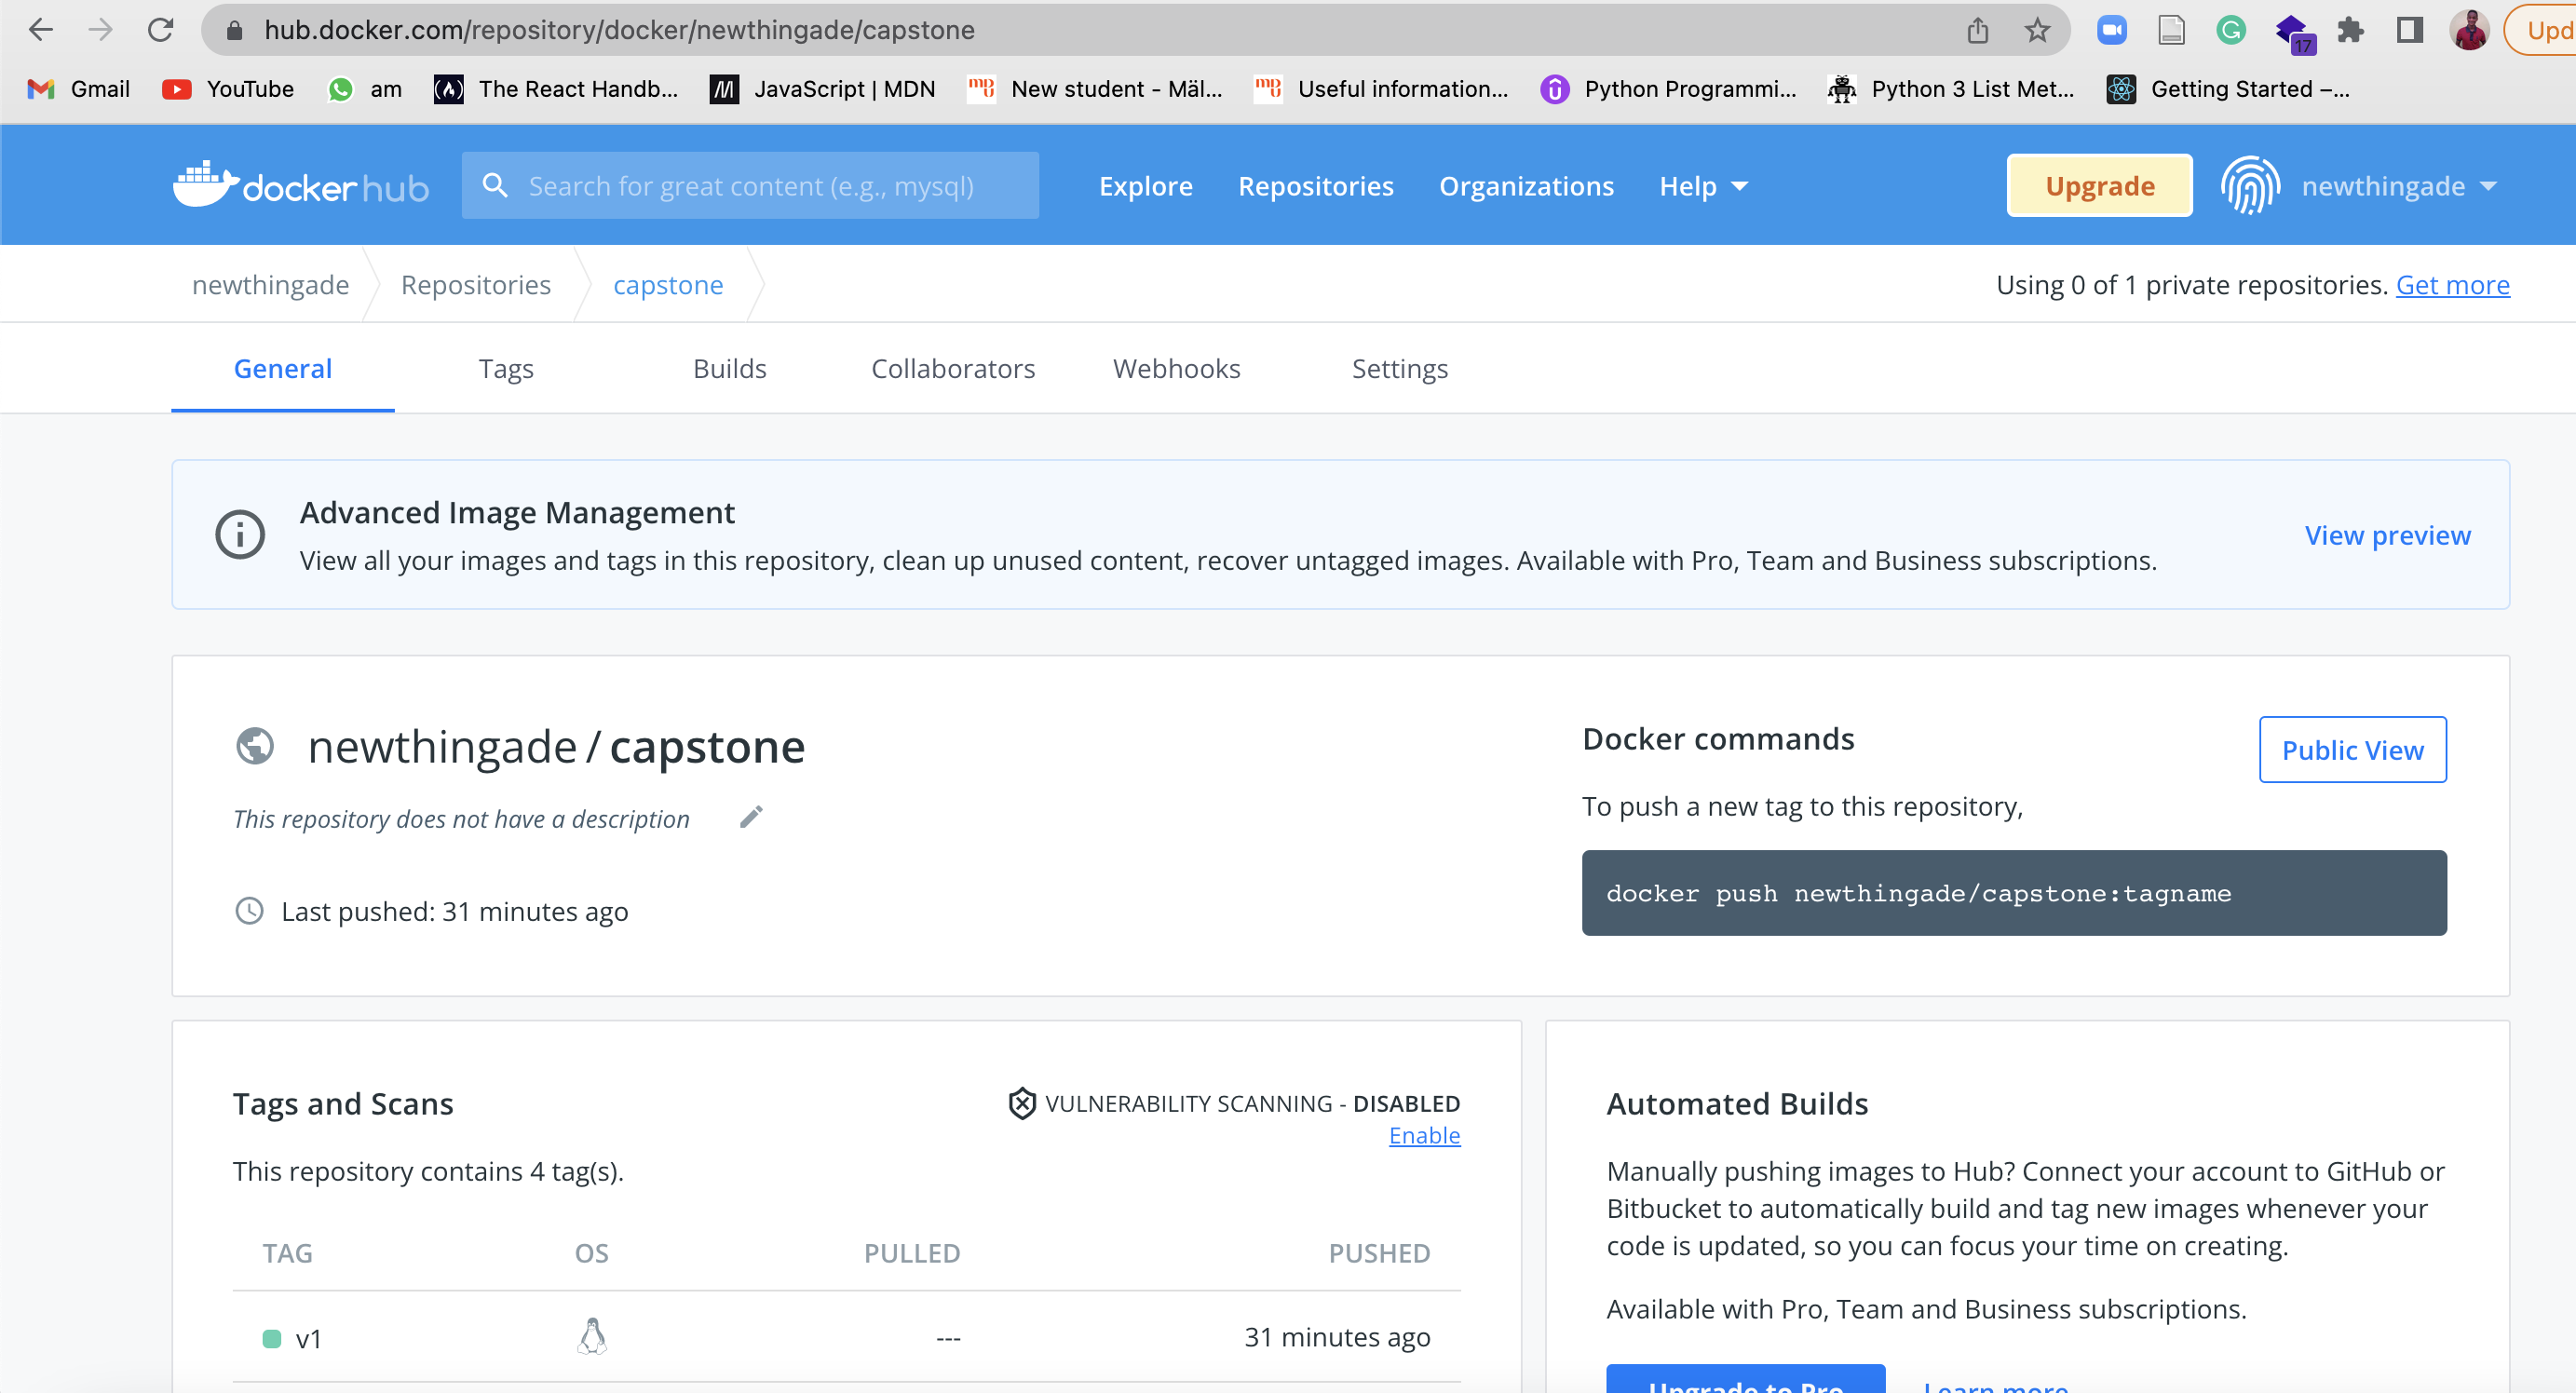 hub.docker.com/repository/docker/newthingade/capstone
17
Upd
Gmail YouTube am The React Handb... JavaScript | MDN New student - Mäl... Useful information... Python Programmi... Python 3 List Met... Getting Started –...
docker hub Search for great content (e.g., mysql) Explore Repositories Organizations Help Upgrade newthingade
newthingade Repositories capstone Using 0 of 1 private repositories. Get more
General Tags Builds Collaborators Webhooks Settings
Advanced Image Management
View all your images and tags in this repository, clean up unused content, recover untagged images. Available with Pro, Team and Business subscriptions.
View preview
newthingade / capstone
This repository does not have a description
Last pushed: 31 minutes ago
Docker commands
Public View
To push a new tag to this repository,
docker push newthingade/capstone:tagname
Tags and Scans
VULNERABILITY SCANNING - DISABLED
Enable
This repository contains 4 tag(s).
TAG OS PULLED PUSHED
v1 --- 31 minutes ago
Automated Builds
Manually pushing images to Hub? Connect your account to GitHub or
Bitbucket to automatically build and tag new images whenever your
code is updated, so you can focus your time on creating.
Available with Pro, Team and Business subscriptions.
Upgrade to Pro Learn more